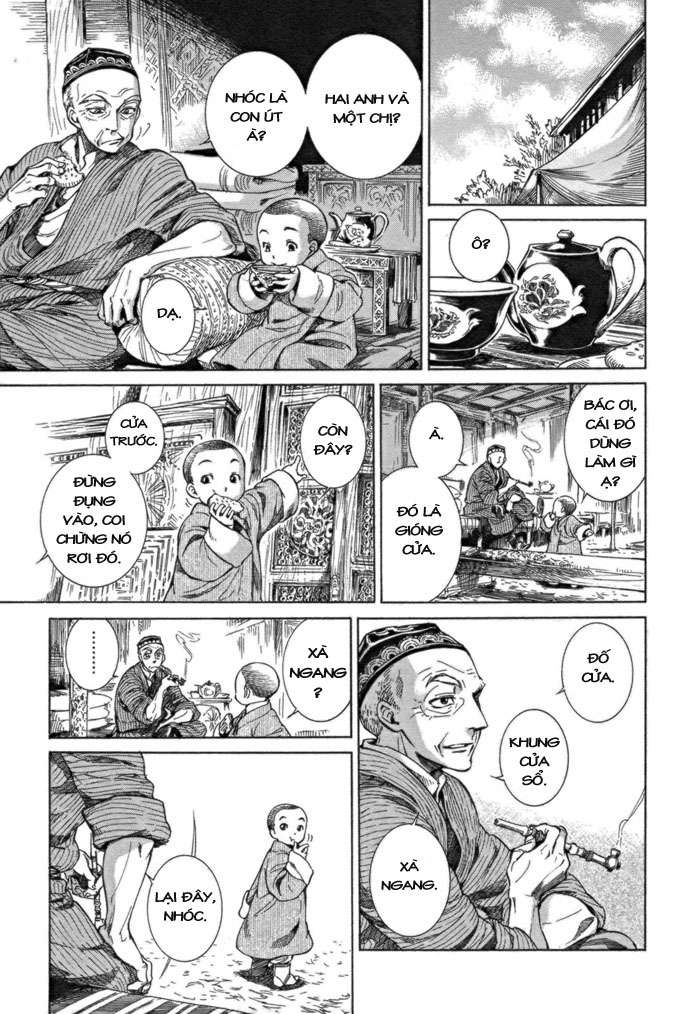 Ô?
HAI ANH VÀ
MỘT CHỊ?
NHÓC LÀ
CON ÚT
À?
DẠ.
BÁC ƠI,
CÁI ĐÓ
DÙNG
LÀM GÌ
Ạ?
À.
ĐÓ LÀ
GIÓNG
CỬA.
CÒN
ĐÂY?
CỬA
TRƯỚC.
ĐỪNG
ĐỤNG
VÀO, COI
CHỪNG NÓ
RƠI ĐÓ.
ĐỐ
CỬA.
KHUNG
CỬA
SỔ.
XÀ
NGANG.
XÀ
NGANG
?
........
LẠI ĐÂY,
NHÓC.